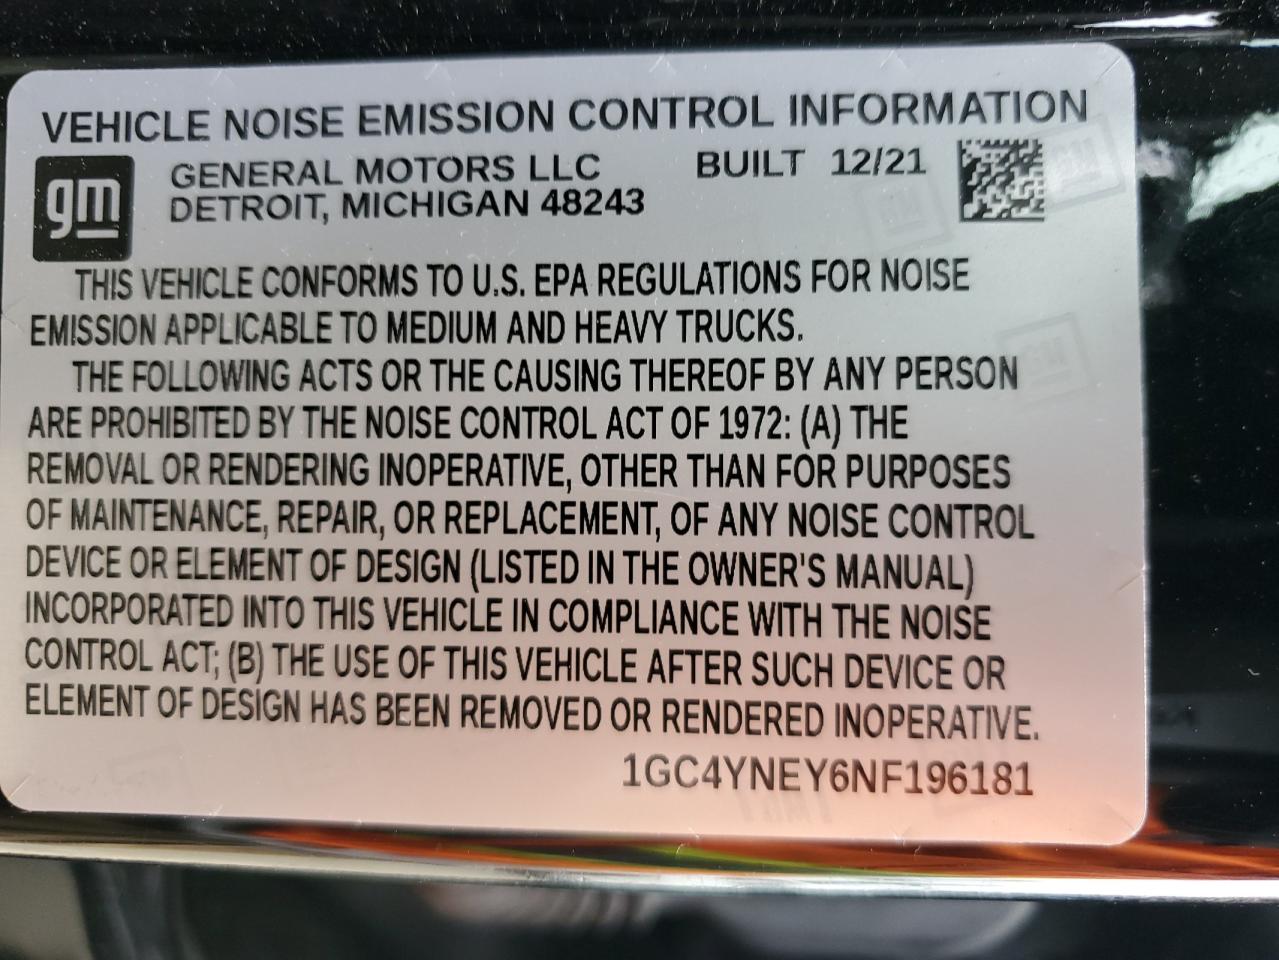 VEHICLE NOISE EMISSION CONTROL INFORMATION
gm
GENERAL MOTORS LLC BUILT 12/21
DETROIT, MICHIGAN 48243
THIS VEHICLE CONFORMS TO U.S. EPA REGULATIONS FOR NOISE
EMISSION APPLICABLE TO MEDIUM AND HEAVY TRUCKS.
THE FOLLOWING ACTS OR THE CAUSING THEREOF BY ANY PERSON
ARE PROHIBITED BY THE NOISE CONTROL ACT OF 1972: (A) THE
REMOVAL OR RENDERING INOPERATIVE, OTHER THAN FOR PURPOSES
OF MAINTENANCE, REPAIR, OR REPLACEMENT, OF ANY NOISE CONTROL
DEVICE OR ELEMENT OF DESIGN (LISTED IN THE OWNER'S MANUAL)
INCORPORATED INTO THIS VEHICLE IN COMPLIANCE WITH THE NOISE
CONTROL ACT; (B) THE USE OF THIS VEHICLE AFTER SUCH DEVICE OR
ELEMENT OF DESIGN HAS BEEN REMOVED OR RENDERED INOPERATIVE.
1GC4YNEY6NF196181